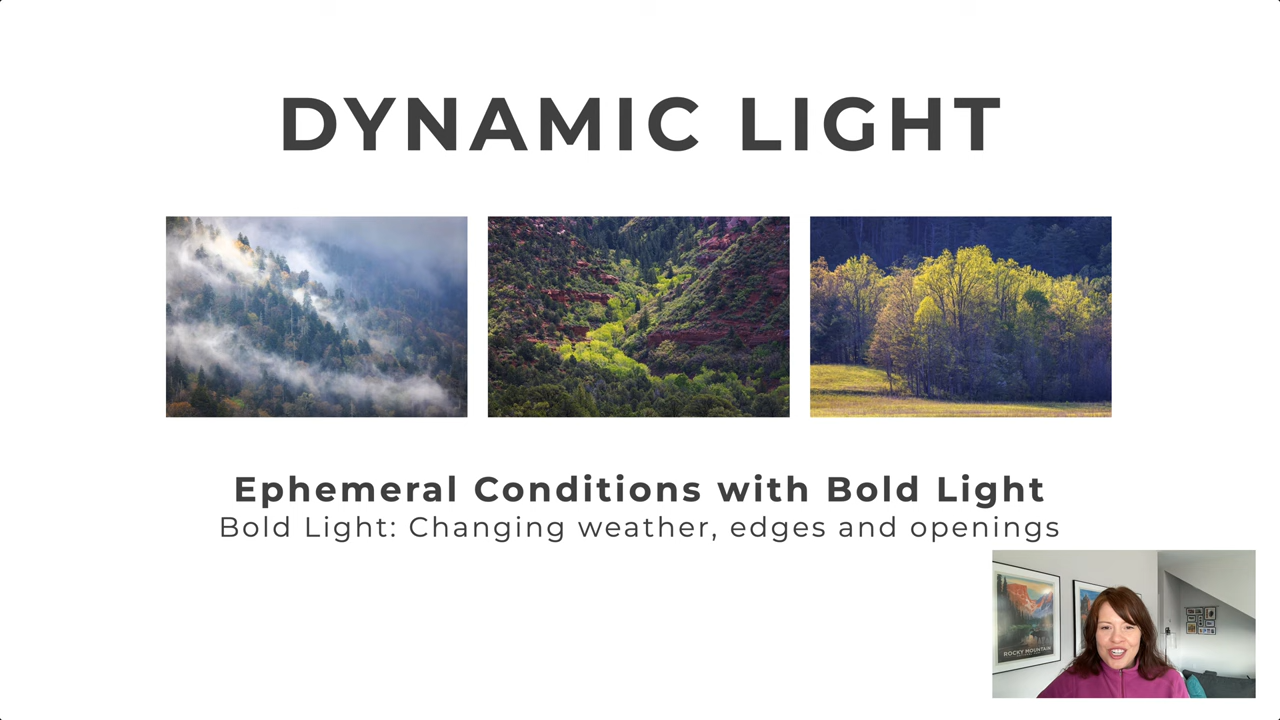 DYNAMIC LIGHT
Ephemeral Conditions with Bold Light
Bold Light: Changing weather, edges and openings
ROCKY MOUNTAIN